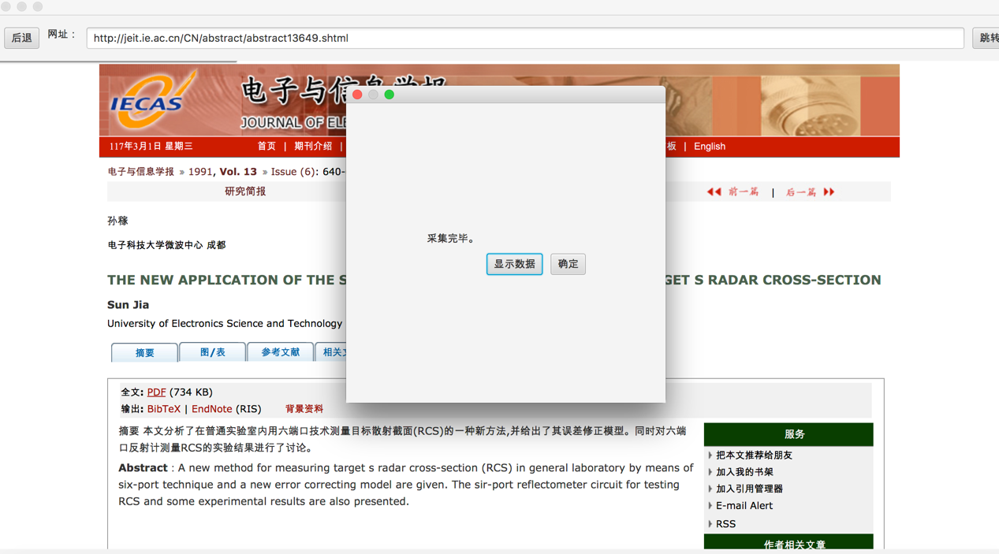 后退 网址： http://jeit.ie.ac.cn/CN/abstract/abstract13649.shtml 跳转
IECAS
电子与信息学报
JOURNAL OF ELE
117年3月1日 星期三 首页 | 期刊介绍 | 板 | English
电子与信息学报 » 1991, Vol. 13 » Issue (6): 640-
研究简报 前一篇 | 后一篇
孙稼
电子科技大学微波中心 成都
THE NEW APPLICATION OF THE S GET S RADAR CROSS-SECTION
Sun Jia
University of Electronics Science and Technology
摘要 图/表 参考文献 相关文
采集完毕。
显示数据 确定
全文: PDF (734 KB)
输出: BibTeX | EndNote (RIS) 背景资料
摘要 本文分析了在普通实验室内用六端口技术测量目标散射截面(RCS)的一种新方法,并给出了其误差修正模型。同时对六端
口反射计测量RCS的实验结果进行了讨论。
Abstract : A new method for measuring target s radar cross-section (RCS) in general laboratory by means of
six-port technique and a new error correcting model are given. The sir-port reflectometer circuit for testing
RCS and some experimental results are also presented.
服务
把本文推荐给朋友
加入我的书架
加入引用管理器
E-mail Alert
RSS
作者相关文章